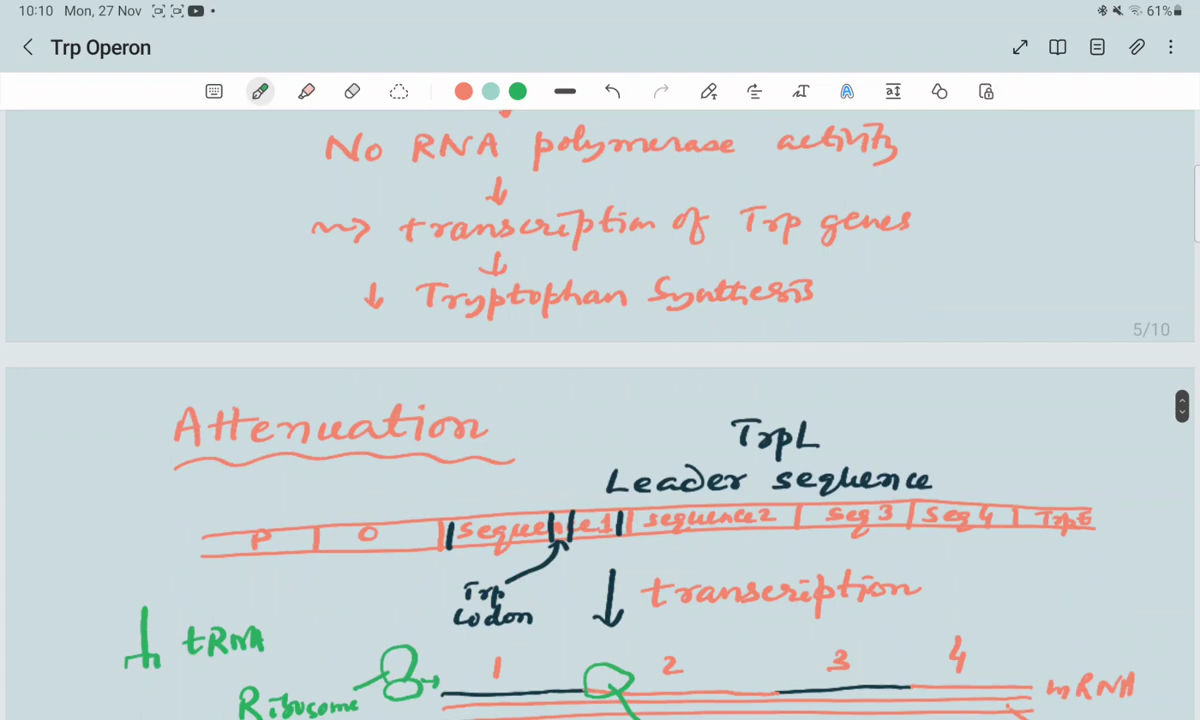 10:10 Mon, 27 Nov 61%
Trp Operon
No RNA polymerase activity
transcription of Trp genes
↓ Tryptophan Synthesis
5/10
Attenuation
TrpL
Leader sequence
P O sequence1 sequence2 seq 3 seq 4 TrpE
Trp
codon
transcription
tRNA
1 2 3 4
Ribosome
mRNA